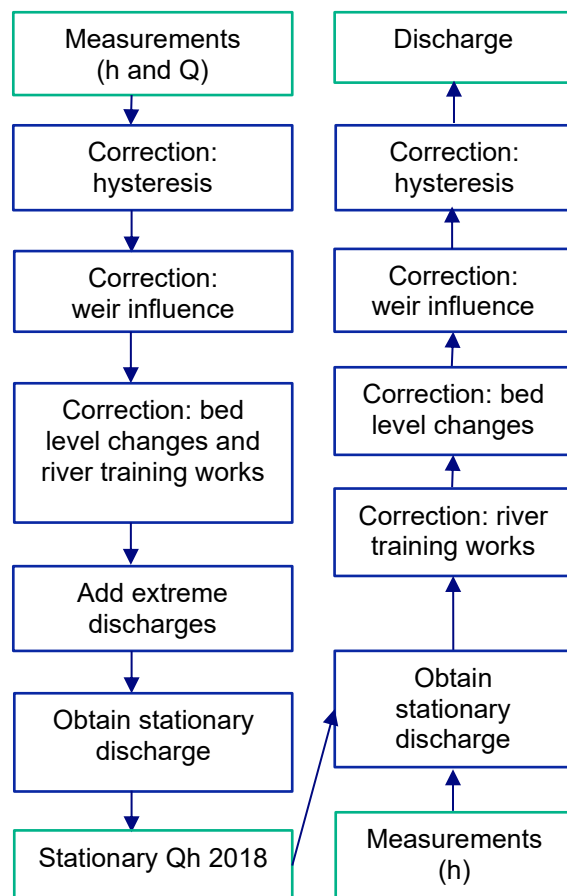 Measurements
(h and Q)
Correction:
hysteresis
Correction:
weir influence
Correction: bed
level changes and
river training works
Add extreme
discharges
Obtain stationary
discharge
Stationary Qh 2018
Discharge
Correction:
hysteresis
Correction:
weir influence
Correction: bed
level changes
Correction: river
training works
Obtain
stationary
discharge
Measurements
(h)